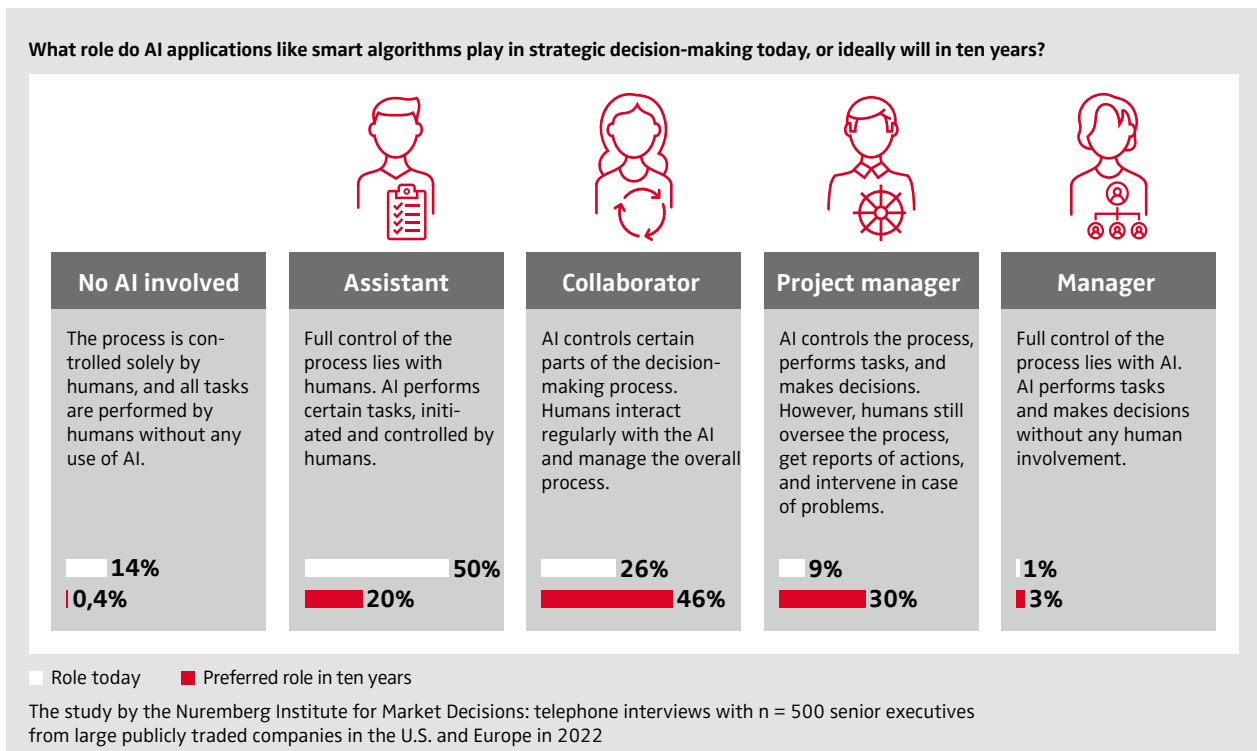 What role do AI applications like smart algorithms play in strategic decision-making today, or ideally will in ten years?
No AI involved
The process is con-
trolled solely by
humans, and all tasks
are performed by
humans without any
use of AI.
14%
0,4%
Assistant
Full control of the
process lies with
humans. AI performs
certain tasks, initi-
ated and controlled by
humans.
50%
20%
Collaborator
AI controls certain
parts of the decision-
making process.
Humans interact
regularly with the AI
and manage the overall
process.
26%
46%
Project manager
AI controls the process,
performs tasks, and
makes decisions.
However, humans still
oversee the process,
get reports of actions,
and intervene in case
of problems.
9%
30%
Manager
Full control of the
process lies with AI.
AI performs tasks
and makes decisions
without any human
involvement.
1%
3%
Role today
Preferred role in ten years
The study by the Nuremberg Institute for Market Decisions: telephone interviews with n = 500 senior executives
from large publicly traded companies in the U.S. and Europe in 2022